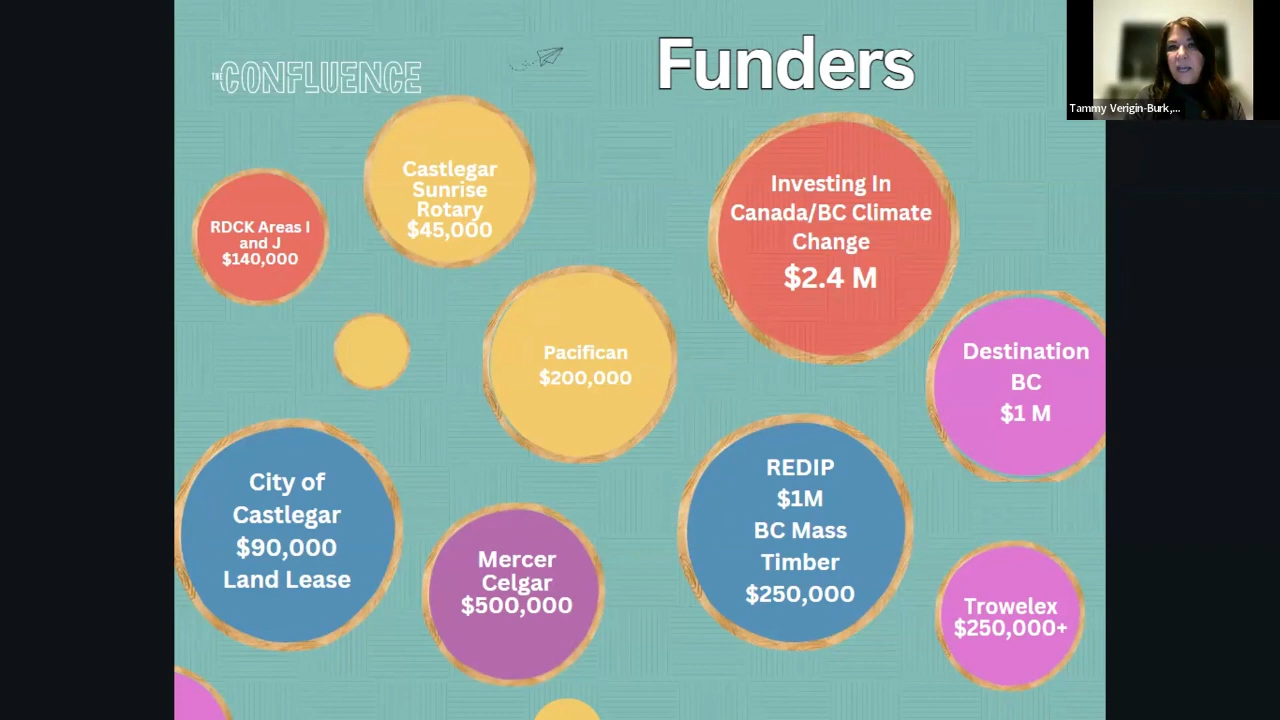 THE CONFLUENCE
Funders
Tammy Verigin-Burk,...
Castlegar
Sunrise
Rotary
$45,000
RDCK Areas I
and J
$140,000
Investing In
Canada/BC Climate
Change
$2.4 M
Pacifican
$200,000
Destination
BC
$1 M
City of
Castlegar
$90,000
Land Lease
Mercer
Celgar
$500,000
REDIP
$1M
BC Mass
Timber
$250,000
Trowelex
$250,000+